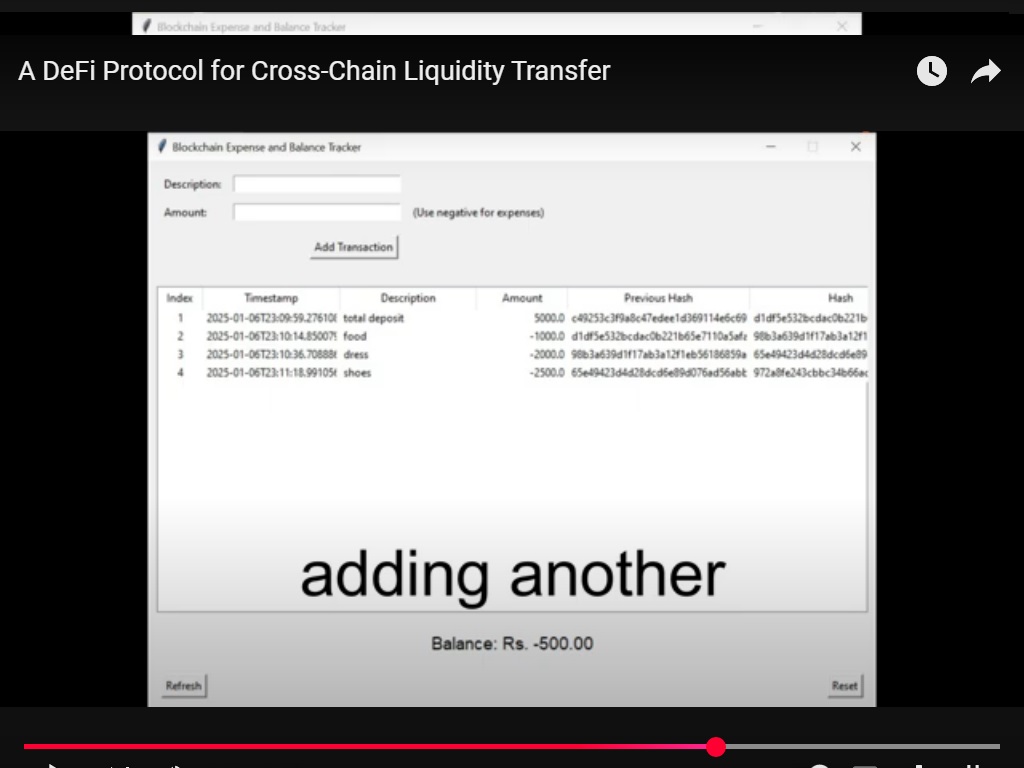 Blockchain Expense and Balance Tracker
A DeFi Protocol for Cross-Chain Liquidity Transfer
Blockchain Expense and Balance Tracker
Description:
Amount: (Use negative for expenses)
Add Transaction
Index Timestamp Description Amount Previous Hash Hash
1 2025-01-06T23:09:59.276108 total deposit 5000.0 c49253c3f9a8c47edee1d369114e6c69 d1df5e532bcdac0b221b
2 2025-01-06T23:10:14.850075 food -1000.0 d1df5e532bcdac0b221b65e7110a5afa 98b3a639d1f17ab3a12f1
3 2025-01-06T23:10:36.708886 dress -2000.0 98b3a639d1f17ab3a12f1eb56186859a 65e49423d4d28dcd6e89
4 2025-01-06T23:11:18.991056 shoes -2500.0 65e49423d4d28dcd6e89d076ad56abb 972a8fe243cbbc34b66ac
adding another
Balance: Rs. -500.00
Refresh Reset